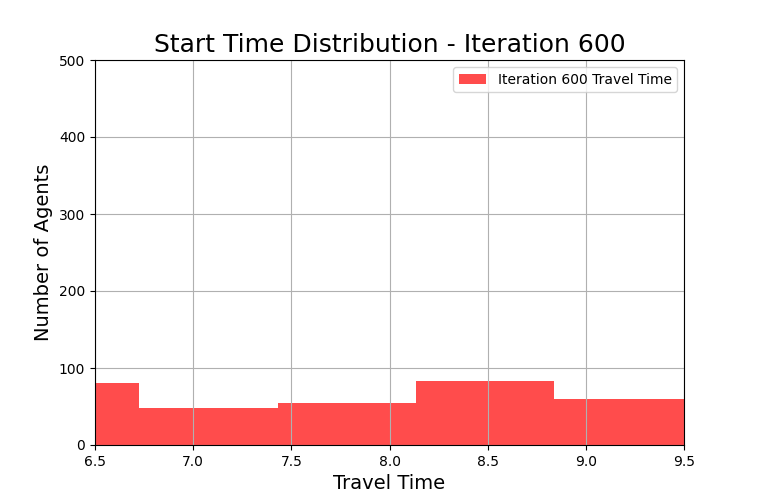 Start Time Distribution - Iteration 600
500
400
300
200
100
0
Number of Agents
Iteration 600 Travel Time
6.5 7.0 7.5 8.0 8.5 9.0 9.5
Travel Time